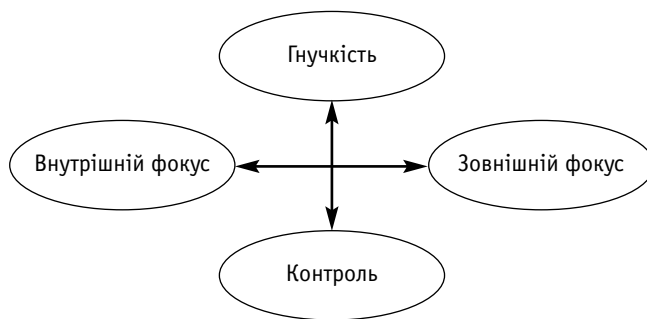 Гнучкість
Внутрішній фокус
Зовнішній фокус
Контроль